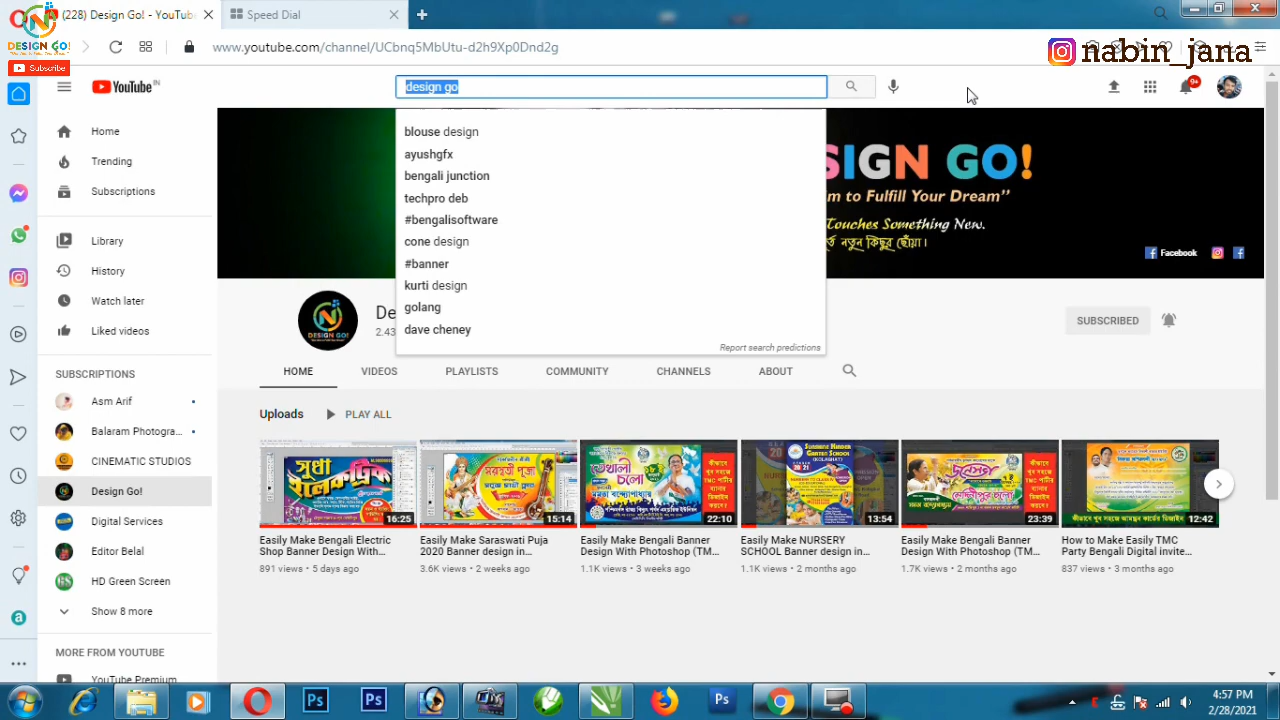 (228) Design Go! - YouTub
Speed Dial
DESIGN GO!
Subscribe
www.youtube.com/channel/UCbnq5MbUtu-d2h9Xp0Dnd2g
nabin_jana
YouTube IN
design go
9+
Home
Trending
Subscriptions
Library
History
Watch later
Liked videos
SUBSCRIPTIONS
Asm Arif
Balaram Photogra...
CINEMATIC STUDIOS
Design Go!
Digital Services
Editor Belal
HD Green Screen
Show 8 more
MORE FROM YOUTUBE
YouTube Premium
blouse design
ayushgfx
bengali junction
techpro deb
#bengalisoftware
cone design
#banner
kurti design
golang
dave cheney
Report search predictions
SIGN GO!
m to Fulfill Your Dream"
Touches Something New.
র্তে নতুন কিছুর ছোঁয়া।
Facebook
DESIGN GO!
De
2.43
SUBSCRIBED
HOME VIDEOS PLAYLISTS COMMUNITY CHANNELS ABOUT
Uploads PLAY ALL
16:25
15:14
22:10
13:54
23:39
12:42
Easily Make Bengali Electric
Shop Banner Design With...
891 views • 5 days ago
Easily Make Saraswati Puja
2020 Banner design in...
3.6K views • 2 weeks ago
Easily Make Bengali Banner
Design With Photoshop (TM...
1.1K views • 3 weeks ago
Easily Make NURSERY
SCHOOL Banner design in...
1.1K views • 2 months ago
Easily Make Bengali Banner
Design With Photoshop (TM...
1.7K views • 2 months ago
How to Make Easily TMC
Party Bengali Digital invite...
837 views • 3 months ago
4:57 PM
2/28/2021